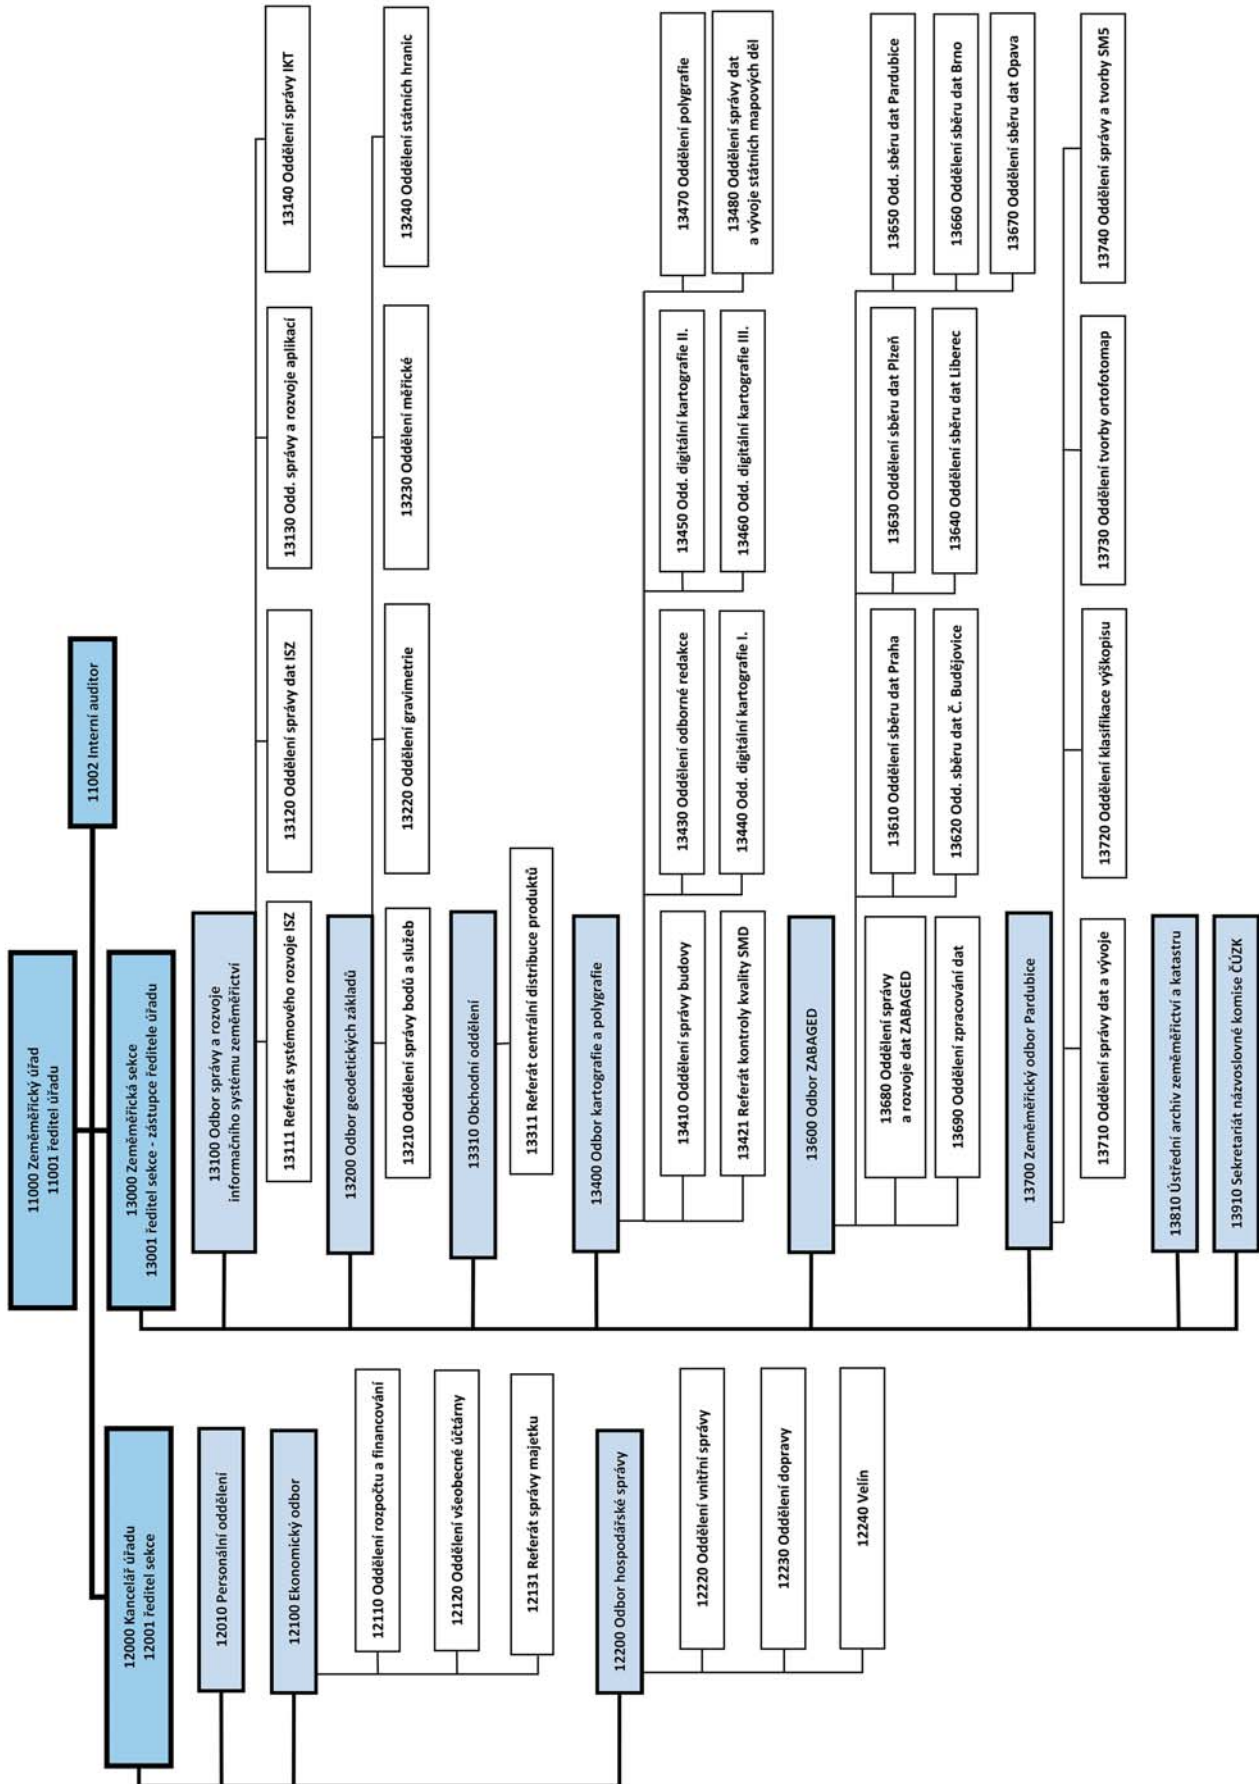 11000 Zeměměřický úřad
11001 ředitel úřadu
11002 Interní auditor
12000 Kancelář úřadu
12001 ředitel sekce
12010 Personální oddělení
12100 Ekonomický odbor
12110 Oddělení rozpočtu a financování
12120 Oddělení všeobecné účtárny
12131 Referát správy majetku
12200 Odbor hospodářské správy
12220 Oddělení vnitřní správy
12230 Oddělení dopravy
12240 Velín
13000 Zeměměřická sekce
13001 ředitel sekce - zástupce ředitele úřadu
13100 Odbor správy a rozvoje
informačního systému zeměměřictví
13111 Referát systémového rozvoje ISZ
13120 Oddělení správy dat ISZ
13130 Odd. správy a rozvoje aplikací
13140 Oddělení správy IKT
13200 Odbor geodetických základů
13210 Oddělení správy bodů a služeb
13220 Oddělení gravimetrie
13230 Oddělení měřické
13240 Oddělení státních hranic
13310 Obchodní oddělení
13311 Referát centrální distribuce produktů
13400 Odbor kartografie a polygrafie
13410 Oddělení správy budovy
13421 Referát kontroly kvality SMD
13430 Oddělení odborné redakce
13440 Odd. digitální kartografie I.
13450 Odd. digitální kartografie II.
13460 Odd. digitální kartografie III.
13470 Oddělení polygrafie
13480 Oddělení správy dat
a vývoje státních mapových děl
13600 Odbor ZABAGED
13680 Oddělení správy
a rozvoje dat ZABAGED
13690 Oddělení zpracování dat
13610 Oddělení sběru dat Praha
13620 Odd. sběru dat Č. Budějovice
13630 Oddělení sběru dat Plzeň
13640 Oddělení sběru dat Liberec
13650 Odd. sběru dat Pardubice
13660 Oddělení sběru dat Brno
13670 Oddělení sběru dat Opava
13700 Zeměměřický odbor Pardubice
13710 Oddělení správy dat a vývoje
13720 Oddělení klasifikace výškopisu
13730 Oddělení tvorby ortofotomap
13740 Oddělení správy a tvorby SM5
13810 Ústřední archiv zeměměřictví a katastru
13910 Sekretariát názvoslovné komise ČÚZK